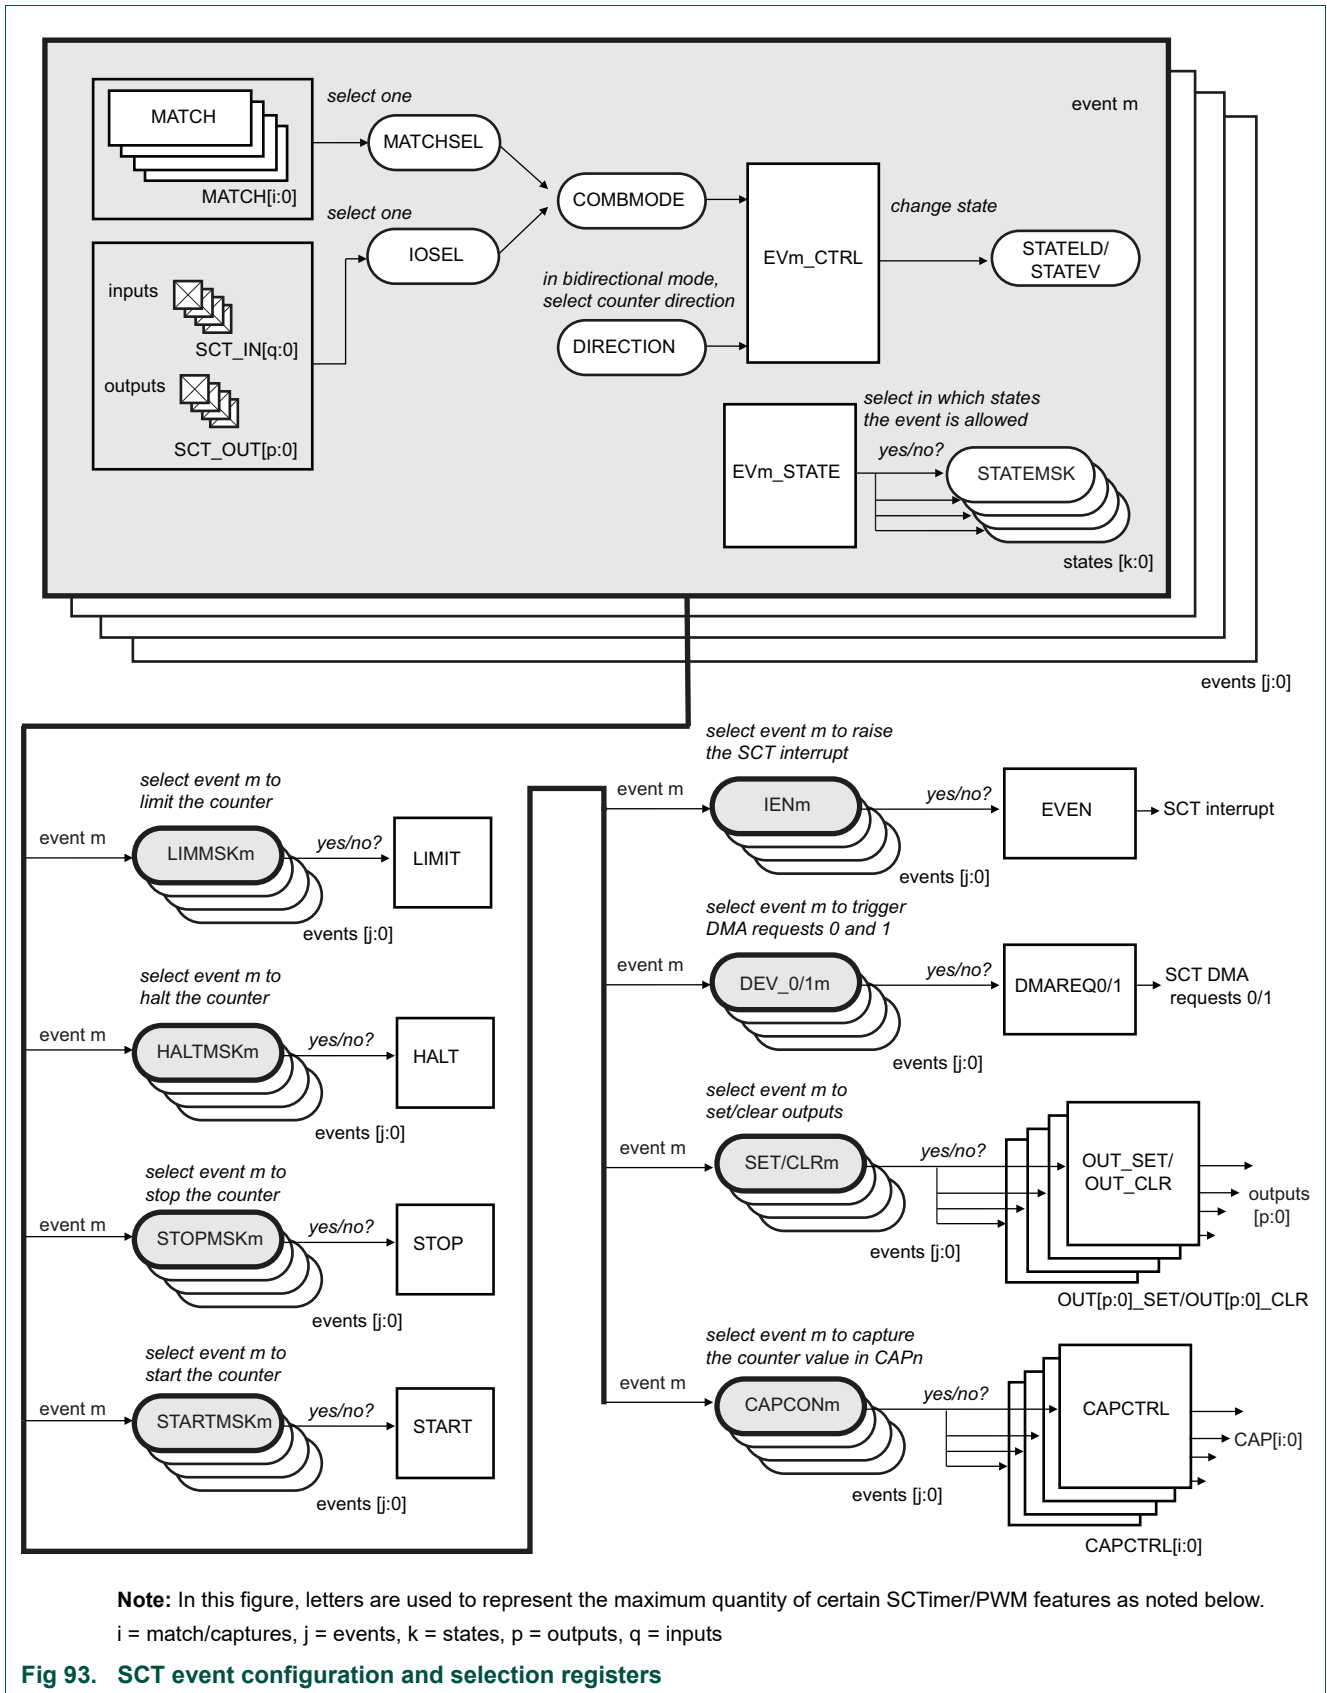 event m
select one
MATCH
MATCHSEL
MATCH[i:0]
select one
COMBMODE
change state
IOSEL
EVm_CTRL
STATELD/
STATEV
inputs
SCT_IN[q:0]
in bidirectional mode,
select counter direction
DIRECTION
outputs
SCT_OUT[p:0]
select in which states
the event is allowed
yes/no?
EVm_STATE
STATEMSK
states [k:0]
events [j:0]
select event m to
limit the counter
event m
LIMMSKm
yes/no?
LIMIT
events [j:0]
select event m to
halt the counter
event m
HALTMSKm
yes/no?
HALT
events [j:0]
select event m to
stop the counter
event m
STOPMSKm
yes/no?
STOP
events [j:0]
select event m to
start the counter
event m
STARTMSKm
yes/no?
START
events [j:0]
select event m to raise
the SCT interrupt
event m
IENm
yes/no?
EVEN
SCT interrupt
events [j:0]
select event m to trigger
DMA requests 0 and 1
event m
DEV_0/1m
yes/no?
DMAREQ0/1
SCT DMA
requests 0/1
events [j:0]
select event m to
set/clear outputs
event m
SET/CLRm
yes/no?
OUT_SET/
OUT_CLR
outputs
[p:0]
events [j:0]
OUT[p:0]_SET/OUT[p:0]_CLR
select event m to capture
the counter value in CAPn
event m
CAPCONm
yes/no?
CAPCTRL
CAP[i:0]
events [j:0]
CAPCTRL[i:0]
Note: In this figure, letters are used to represent the maximum quantity of certain SCTimer/PWM features as noted below.
i = match/captures, j = events, k = states, p = outputs, q = inputs
Fig 93. SCT event configuration and selection registers